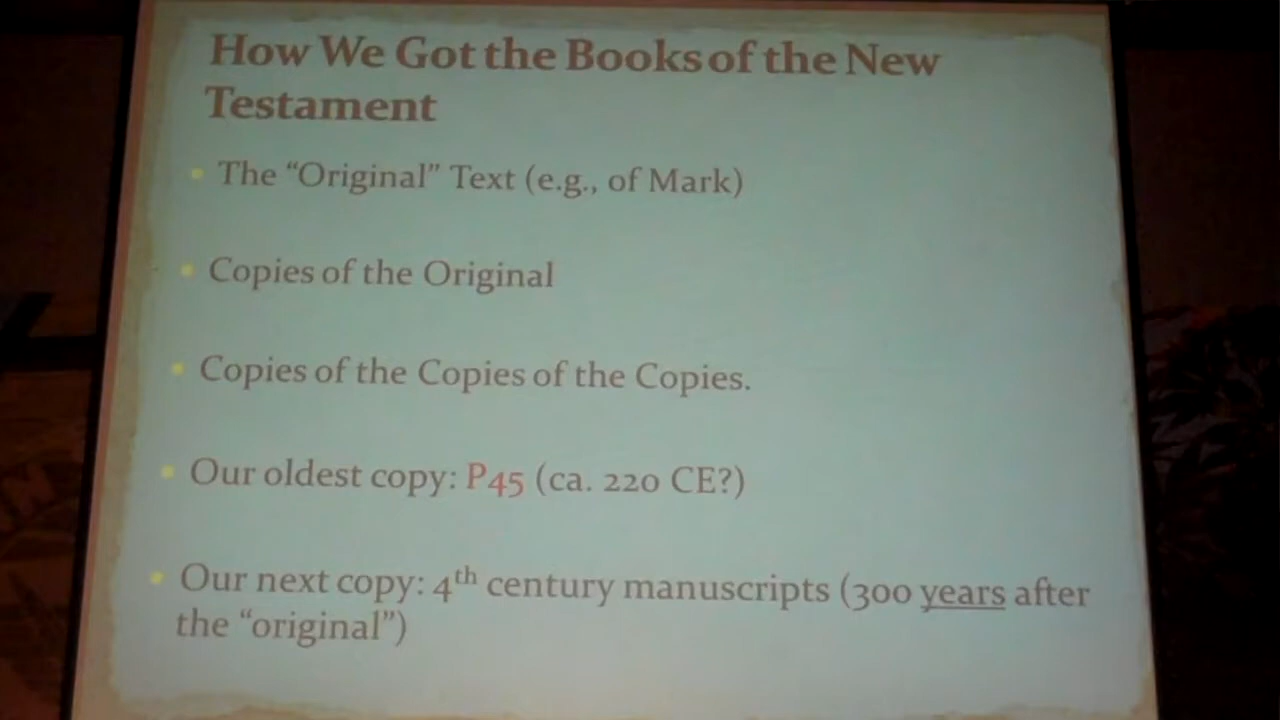 How We Got the Books of the New
Testament
• The “Original” Text (e.g., of Mark)
• Copies of the Original
• Copies of the Copies of the Copies.
• Our oldest copy: P45 (ca. 220 CE?)
• Our next copy: 4th century manuscripts (300 years after
the “original”)